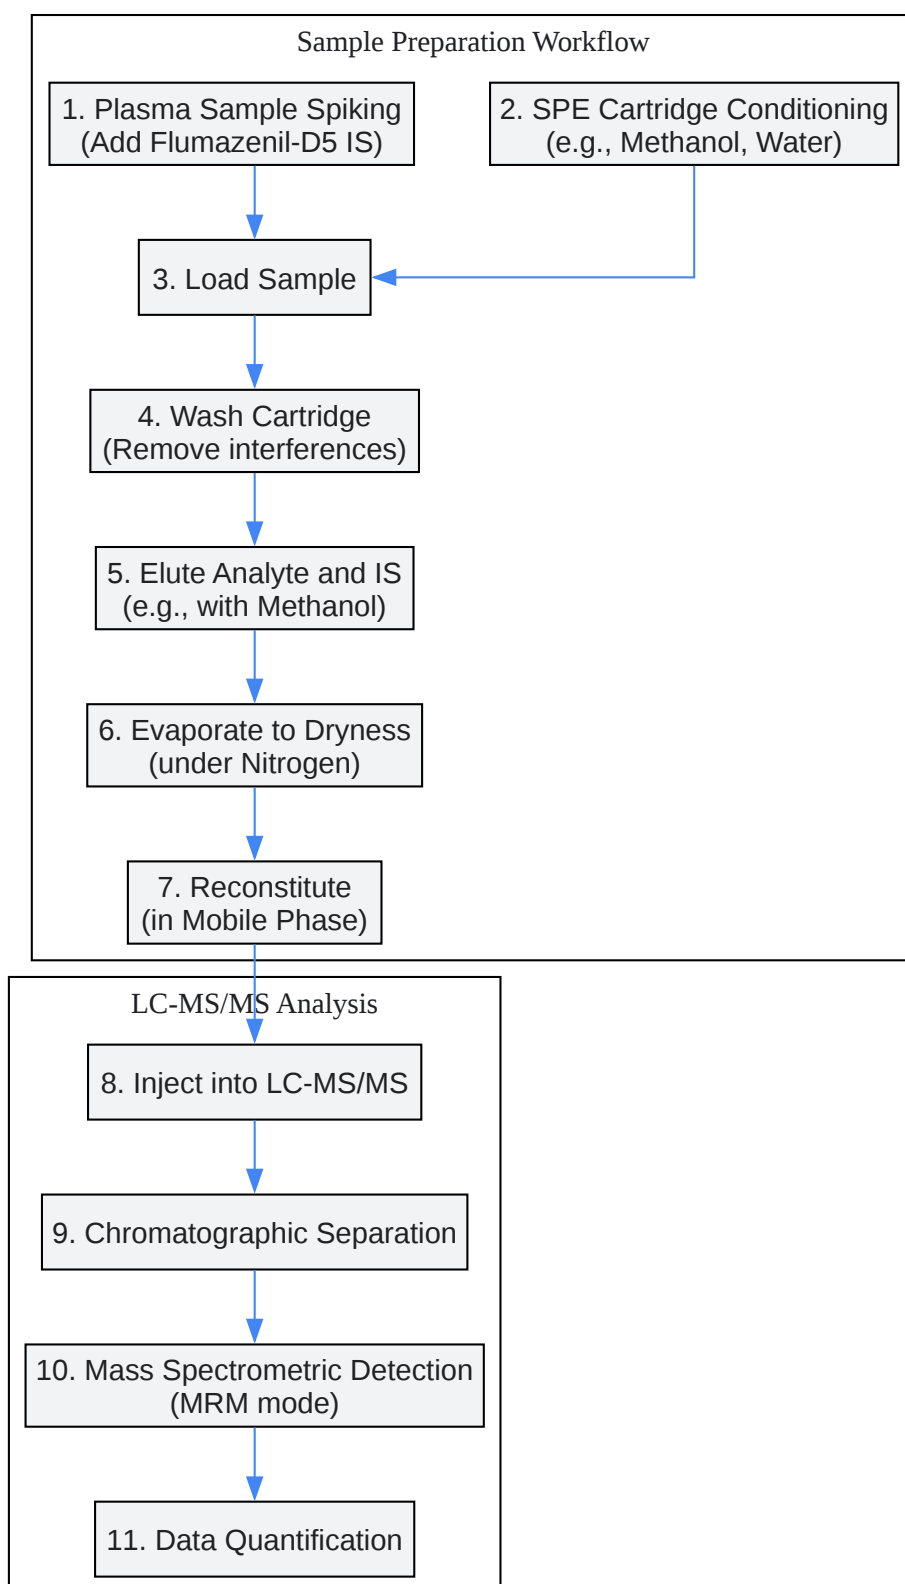 Sample Preparation Workflow
1. Plasma Sample Spiking
(Add Flumazenil-D5 IS)
2. SPE Cartridge Conditioning
(e.g., Methanol, Water)
3. Load Sample
4. Wash Cartridge
(Remove interferences)
5. Elute Analyte and IS
(e.g., with Methanol)
6. Evaporate to Dryness
(under Nitrogen)
7. Reconstitute
(in Mobile Phase)
LC-MS/MS Analysis
8. Inject into LC-MS/MS
9. Chromatographic Separation
10. Mass Spectrometric Detection
(MRM mode)
11. Data Quantification